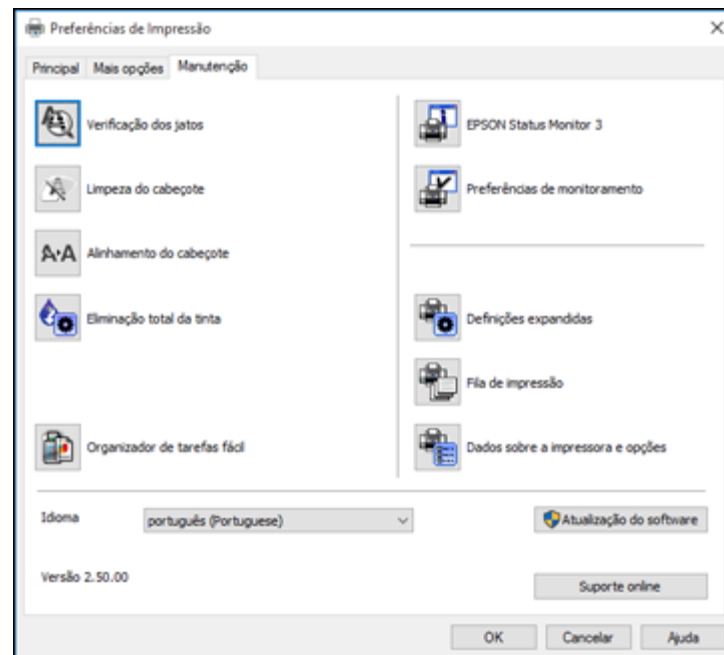 Preferências de Impressão
Principal Mais opções Manutenção
Verificação dos jatos
Limpeza do cabeçote
Alinhamento do cabeçote
Eliminação total da tinta
Organizador de tarefas fácil
EPSON Status Monitor 3
Preferências de monitoramento
Definições expandidas
Fila de impressão
Dados sobre a impressora e opções
Idioma português (Portuguese) Atualização do software
Versão 2.50.00
Suporte online
OK Cancelar Ajuda